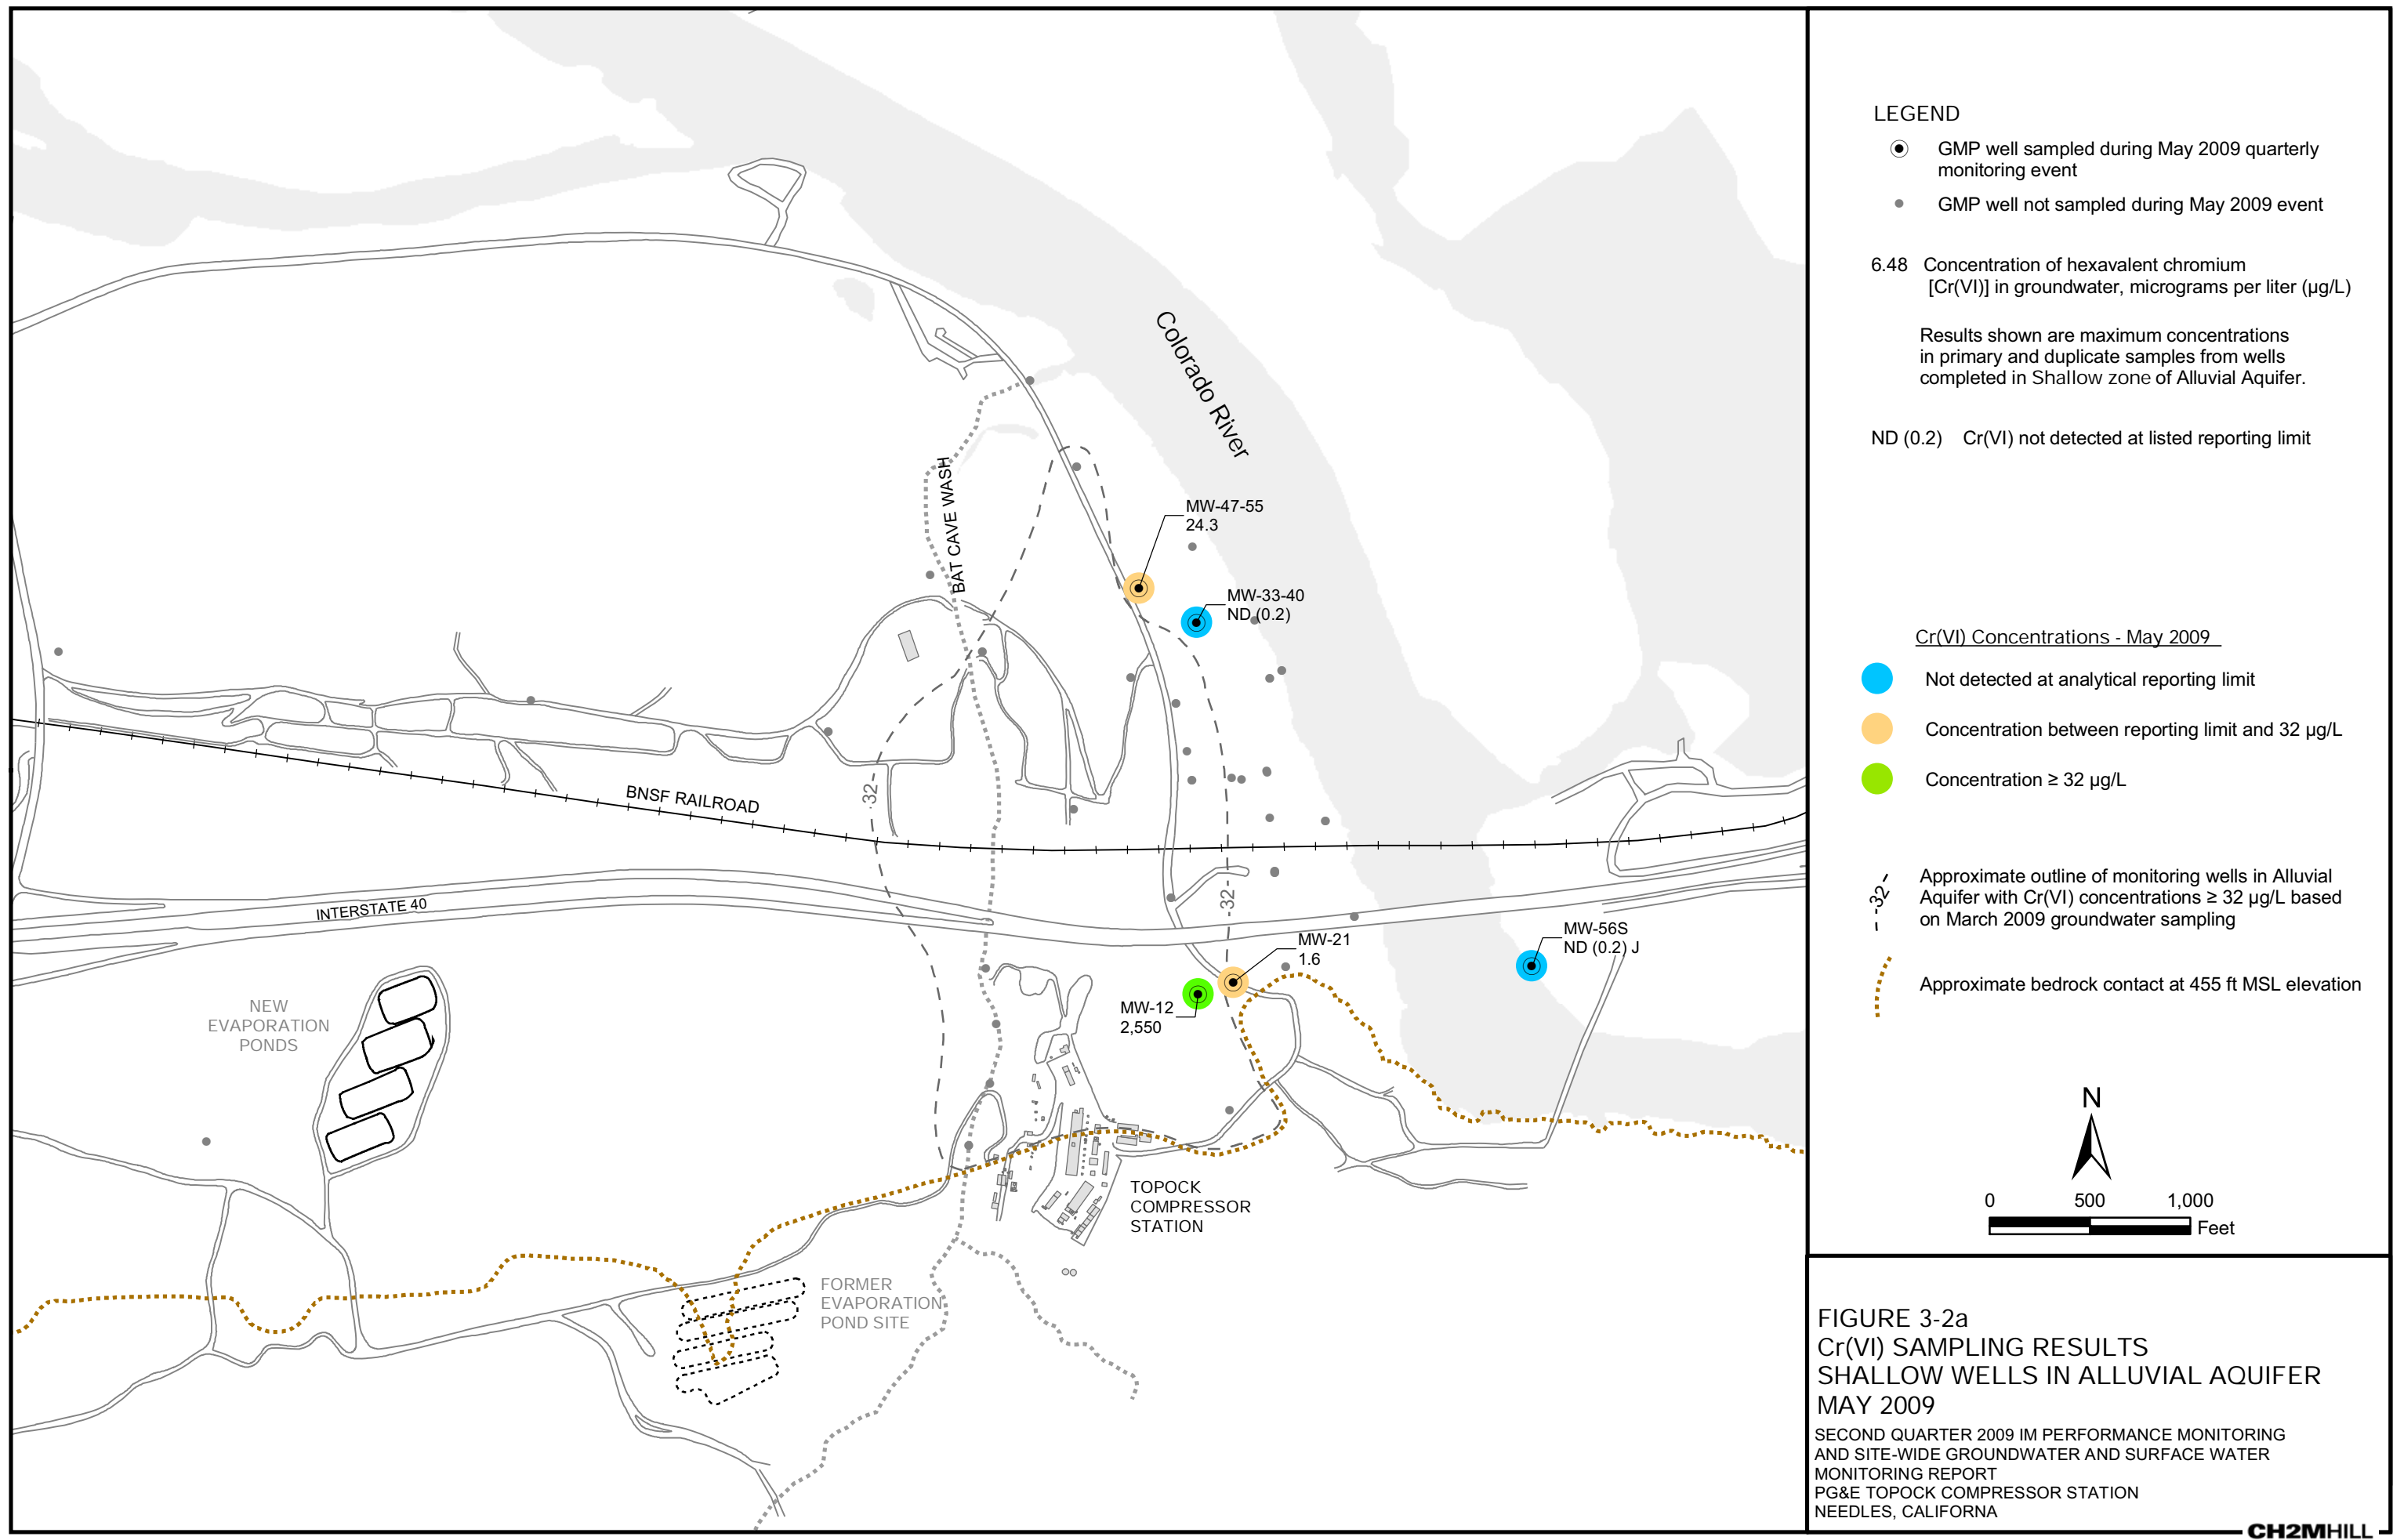 Colorado River
BAT CAVE WASH
MW-47-55
24.3
MW-33-40
ND (0.2)
32
BNSF RAILROAD
INTERSTATE 40
32
MW-56S
ND (0.2) J
MW-21
1.6
MW-12
2,550
NEW
EVAPORATION
PONDS
TOPOCK
COMPRESSOR
STATION
FORMER
EVAPORATION
POND SITE
LEGEND
GMP well sampled during May 2009 quarterly
monitoring event
GMP well not sampled during May 2009 event
6.48 Concentration of hexavalent chromium
[Cr(VI)] in groundwater, micrograms per liter (µg/L)
Results shown are maximum concentrations
in primary and duplicate samples from wells
completed in Shallow zone of Alluvial Aquifer.
ND (0.2) Cr(VI) not detected at listed reporting limit
Cr(VI) Concentrations - May 2009
Not detected at analytical reporting limit
Concentration between reporting limit and 32 µg/L
Concentration ≥ 32 µg/L
32
Approximate outline of monitoring wells in Alluvial
Aquifer with Cr(VI) concentrations ≥ 32 µg/L based
on March 2009 groundwater sampling
Approximate bedrock contact at 455 ft MSL elevation
N
0 500 1,000
Feet
FIGURE 3-2a
Cr(VI) SAMPLING RESULTS
SHALLOW WELLS IN ALLUVIAL AQUIFER
MAY 2009
SECOND QUARTER 2009 IM PERFORMANCE MONITORING
AND SITE-WIDE GROUNDWATER AND SURFACE WATER
MONITORING REPORT
PG&E TOPOCK COMPRESSOR STATION
NEEDLES, CALIFORNA
CH2MHILL